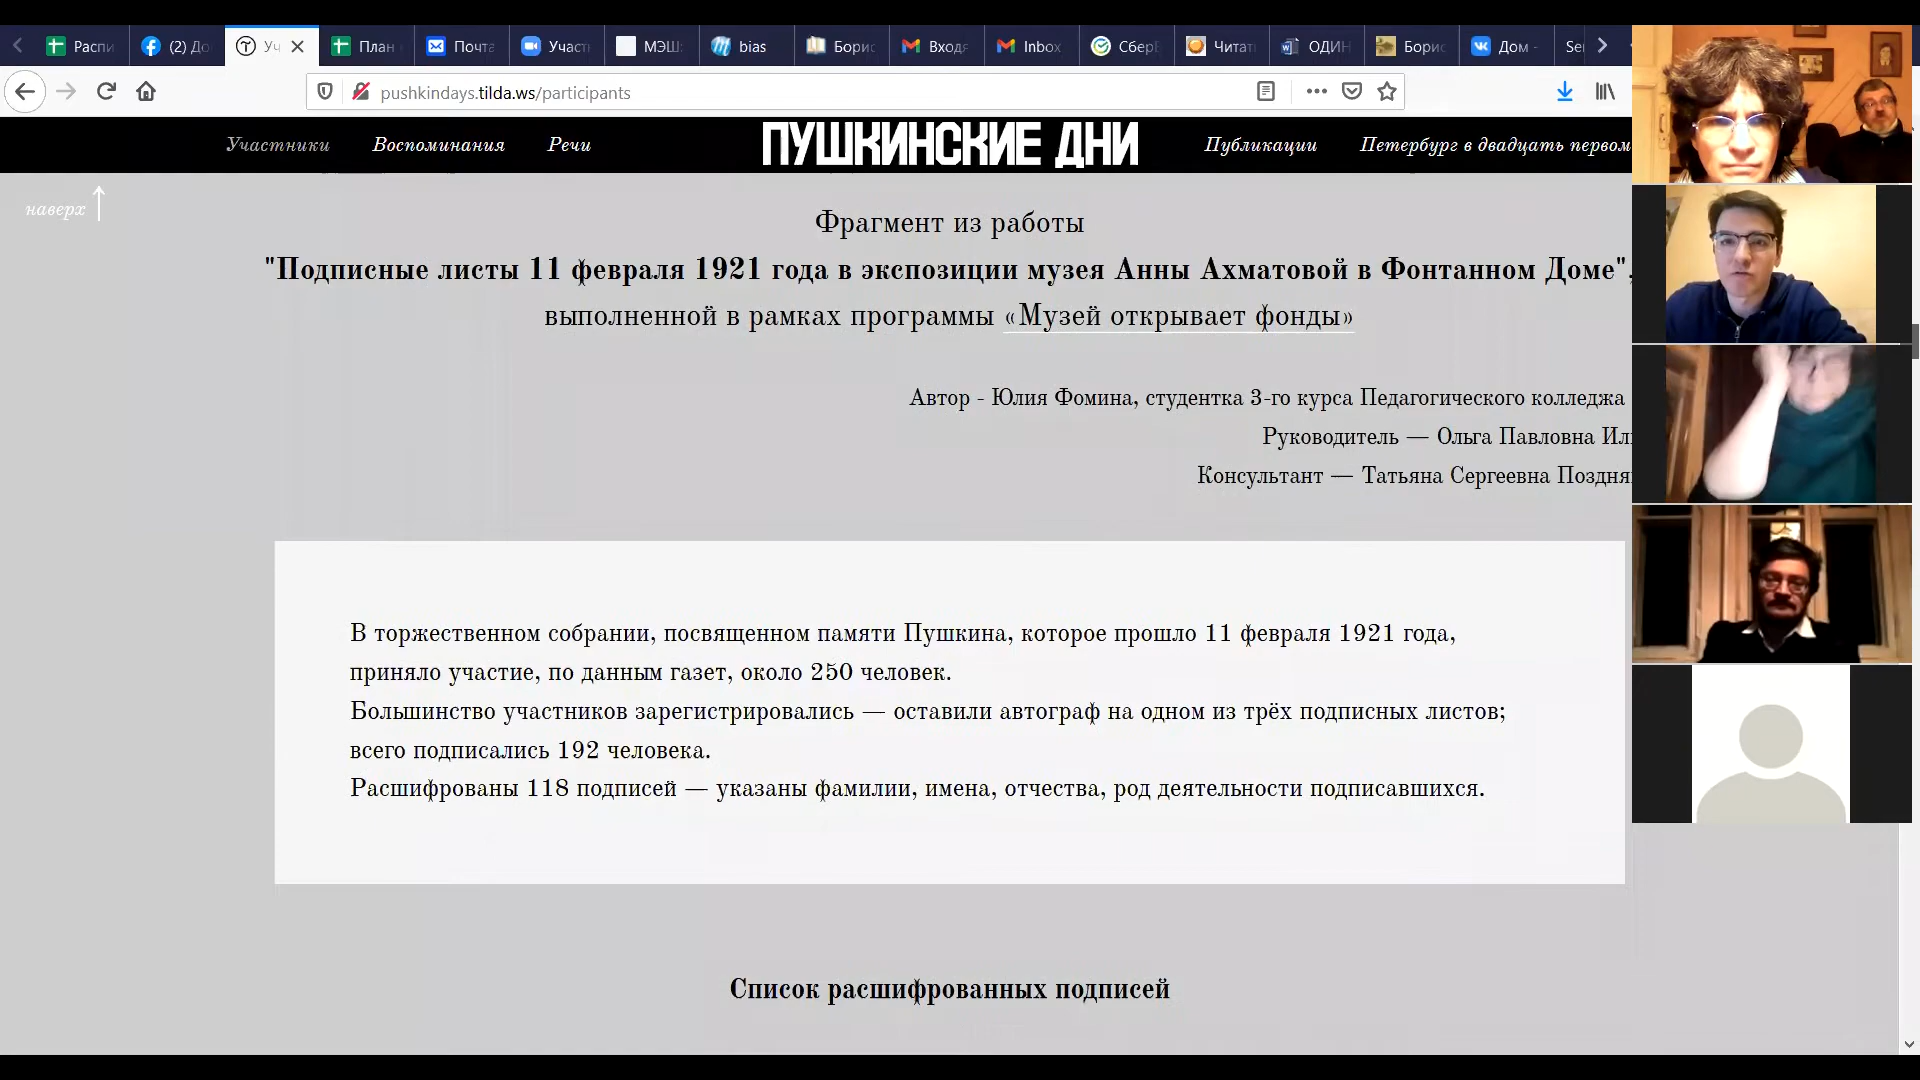 Распи
(2) До
Уч
План
Почта
Участ
МЭШ
bias
Борис
Входя
Inbox
Сбер
Читат
ОДИН
Борис
Дом -
pushkindays.tilda.ws/participants
Участники
Воспоминания
Речи
ПУШКИНСКИЕ ДНИ
Публикации
Петербург в двадцать первом
наверх
Фрагмент из работы
"Подписные листы 11 февраля 1921 года в экспозиции музея Анны Ахматовой в Фонтанном Доме",
выполненной в рамках программы «Музей открывает фонды»
Автор - Юлия Фомина, студентка 3-го курса Педагогического колледжа
Руководитель — Ольга Павловна
Консультант — Татьяна Сергеевна
В торжественном собрании, посвященном памяти Пушкина, которое прошло 11 февраля 1921 года,
приняло участие, по данным газет, около 250 человек.
Большинство участников зарегистрировались — оставили автограф на одном из трёх подписных листов;
всего подписались 192 человека.
Расшифрованы 118 подписей — указаны фамилии, имена, отчества, род деятельности подписавшихся.
Список расшифрованных подписей